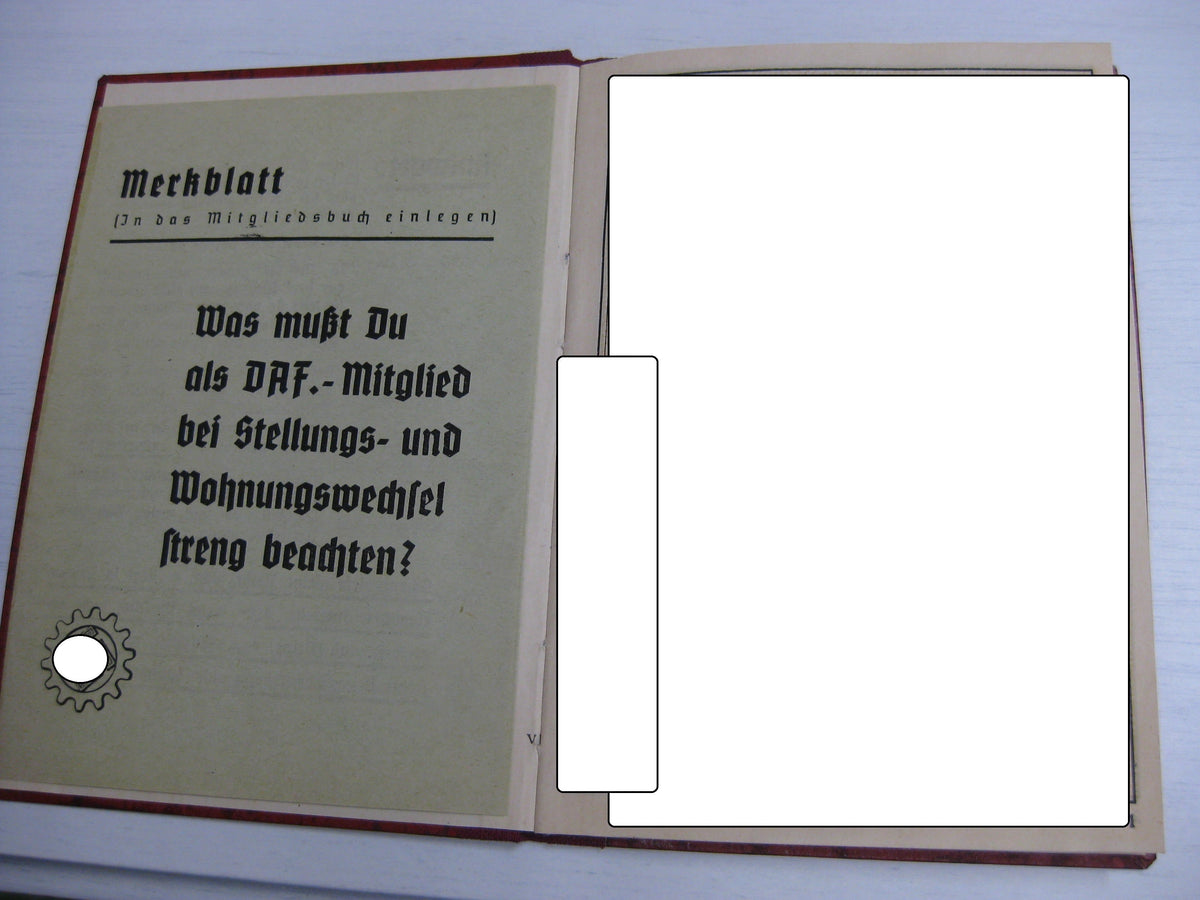 Merkblatt
(In das Mitgliedsbuch einlegen)
Was mußt Du
als DAF.-Mitglied
bei Stellungs- und
Wohnungswechsel
streng beachten?